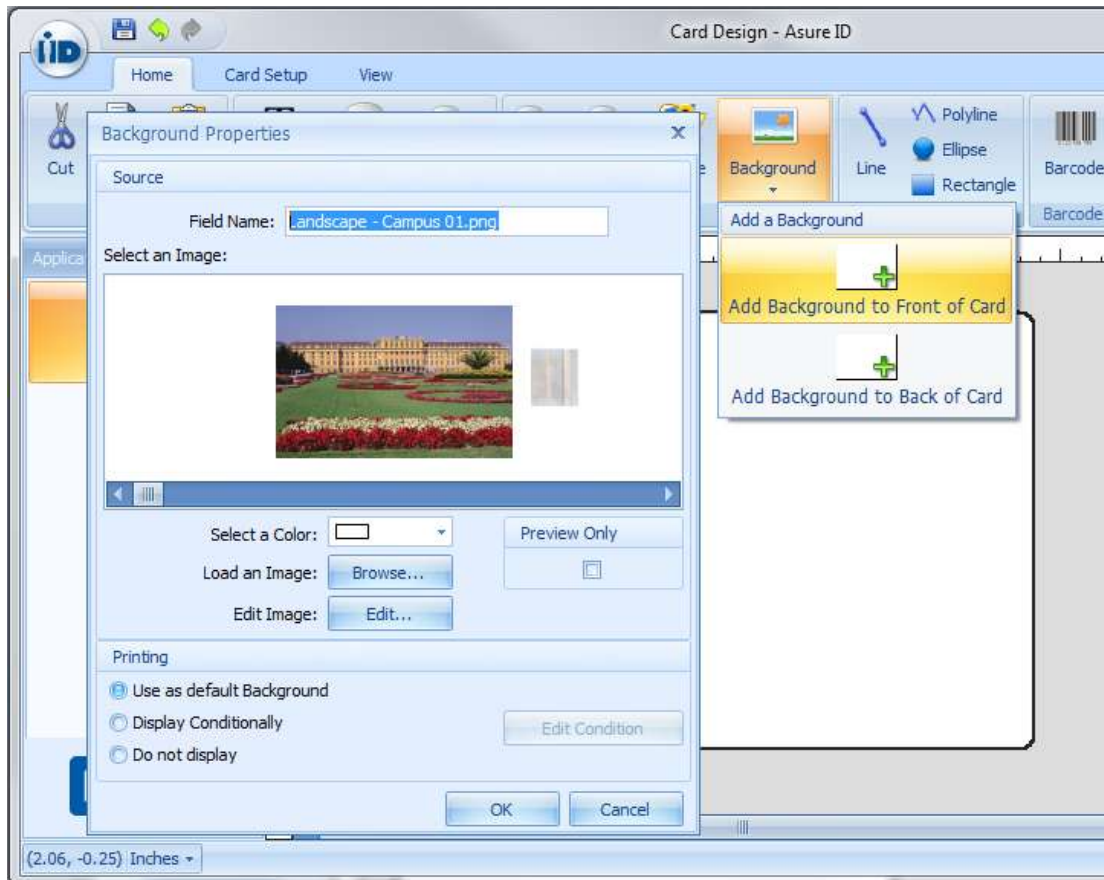 Card Design - Asure ID
iID
Home Card Setup View
Cut
Background
Line
Polyline
Ellipse
Rectangle
Barcode
Barcode
Background Properties
Source
Field Name: Landscape - Campus 01.png
Select an Image:
Select a Color:
Preview Only
Load an Image: Browse...
Edit Image: Edit...
Printing
Use as default Background
Display Conditionally
Edit Condition
Do not display
OK Cancel
Add a Background
Add Background to Front of Card
Add Background to Back of Card
(2.06, -0.25) Inches